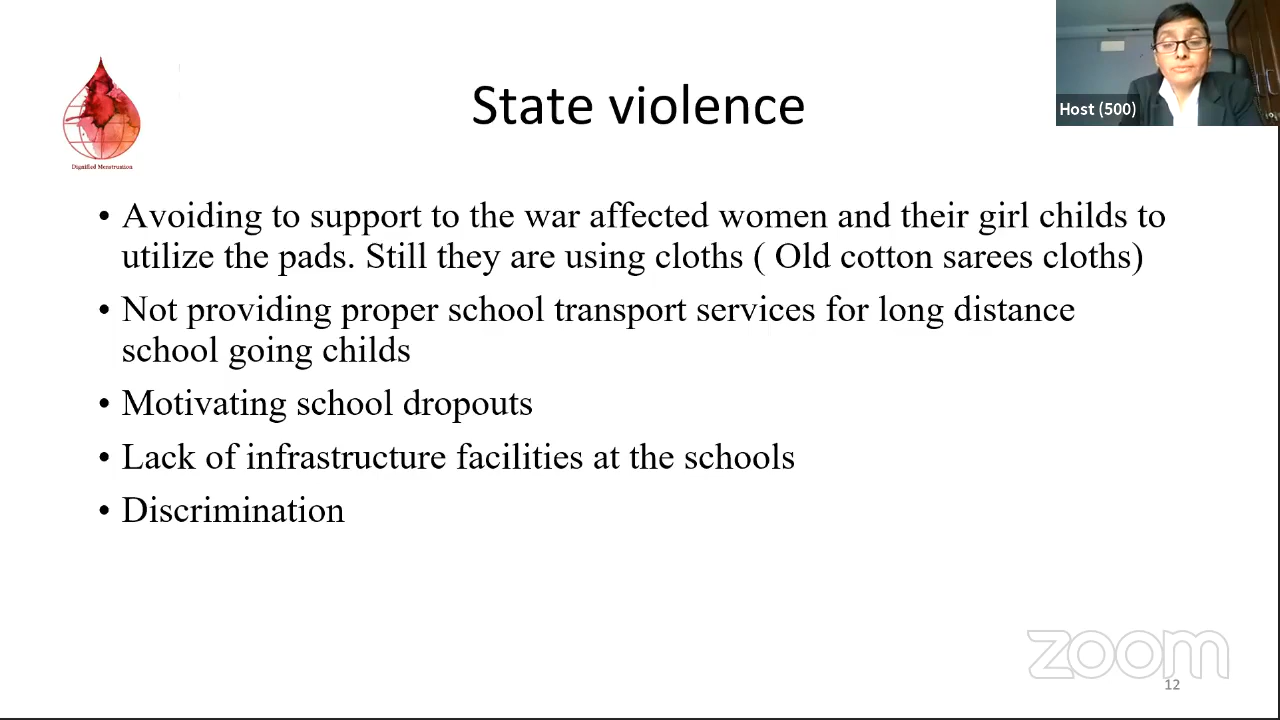 State violence
Host (500)
Dignified Menstruation
• Avoiding to support to the war affected women and their girl childs to
utilize the pads. Still they are using cloths ( Old cotton sarees cloths)
• Not providing proper school transport services for long distance
school going childs
• Motivating school dropouts
• Lack of infrastructure facilities at the schools
• Discrimination
zoom
12